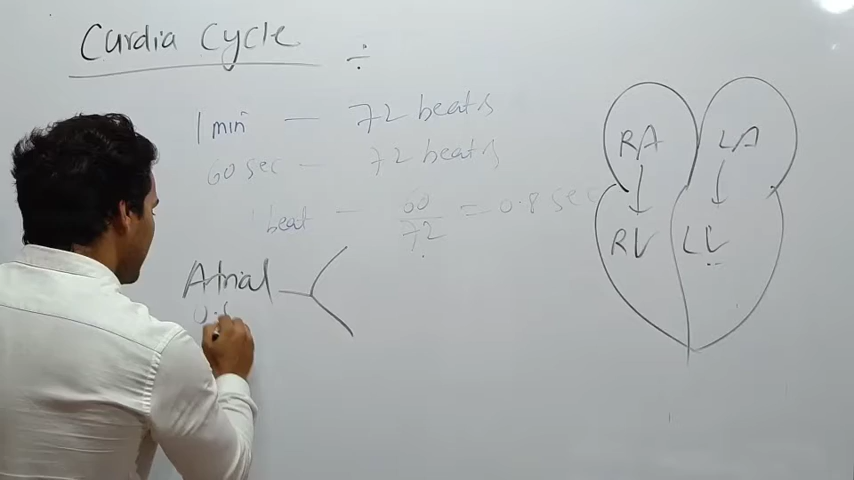 Cardia Cycle ÷
1 min — 72 beats
60 sec — 72 beats
1 beat — 60/72 = 0.8 sec
Atrial
RA LA
RV LV